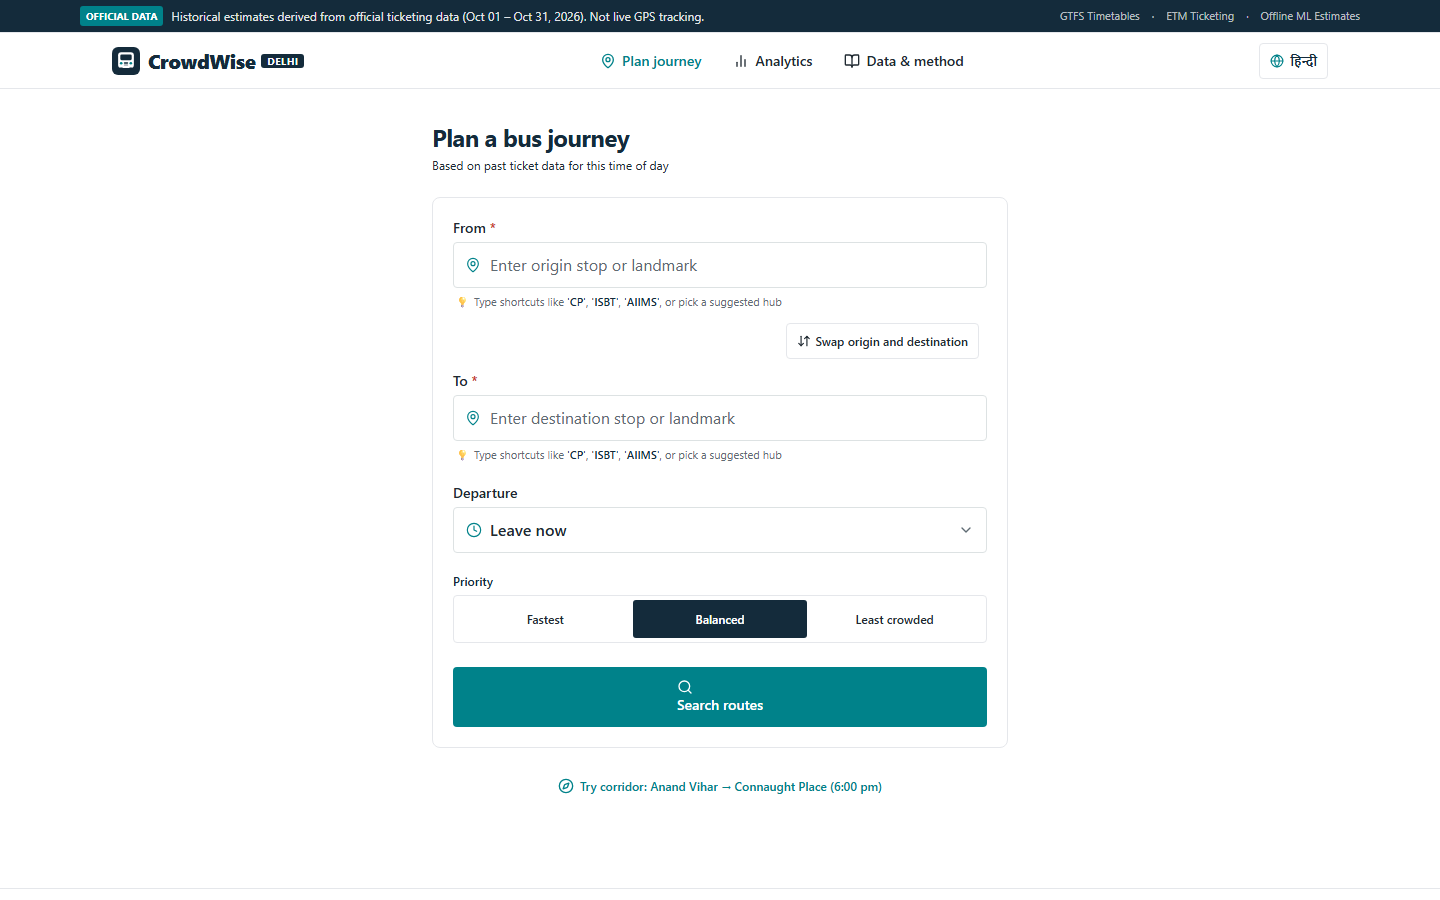 OFFICIAL DATA Historical estimates derived from official ticketing data (Oct 01 – Oct 31, 2026). Not live GPS tracking. GTFS Timetables · ETM Ticketing · Offline ML Estimates
CrowdWise DELHI Plan journey Analytics Data & method हिन्दी
Plan a bus journey
Based on past ticket data for this time of day
From *
Enter origin stop or landmark
Type shortcuts like 'CP', 'ISBT', 'AIIMS', or pick a suggested hub
Swap origin and destination
To *
Enter destination stop or landmark
Type shortcuts like 'CP', 'ISBT', 'AIIMS', or pick a suggested hub
Departure
Leave now
Priority
Fastest Balanced Least crowded
Search routes
Try corridor: Anand Vihar → Connaught Place (6:00 pm)